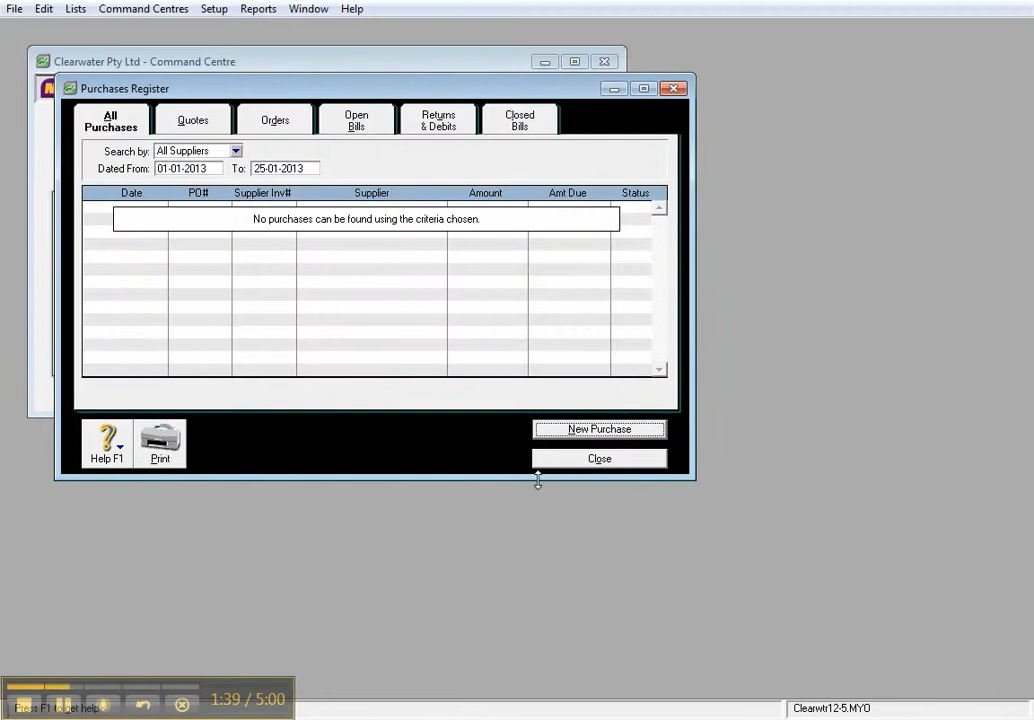 File Edit Lists Command Centres Setup Reports Window Help
Clearwater Pty Ltd - Command Centre
Purchases Register
All Purchases
Quotes
Orders
Open Bills
Returns & Debits
Closed Bills
Search by: All Suppliers
Dated From: 01-01-2013 To: 25-01-2013
Date PO# Supplier Inv# Supplier Amount Amt Due Status
No purchases can be found using the criteria chosen.
New Purchase
Help F1 Print Close
1:39 / 5:00
Press F1 to get help. Clearwtr12-5.MYO